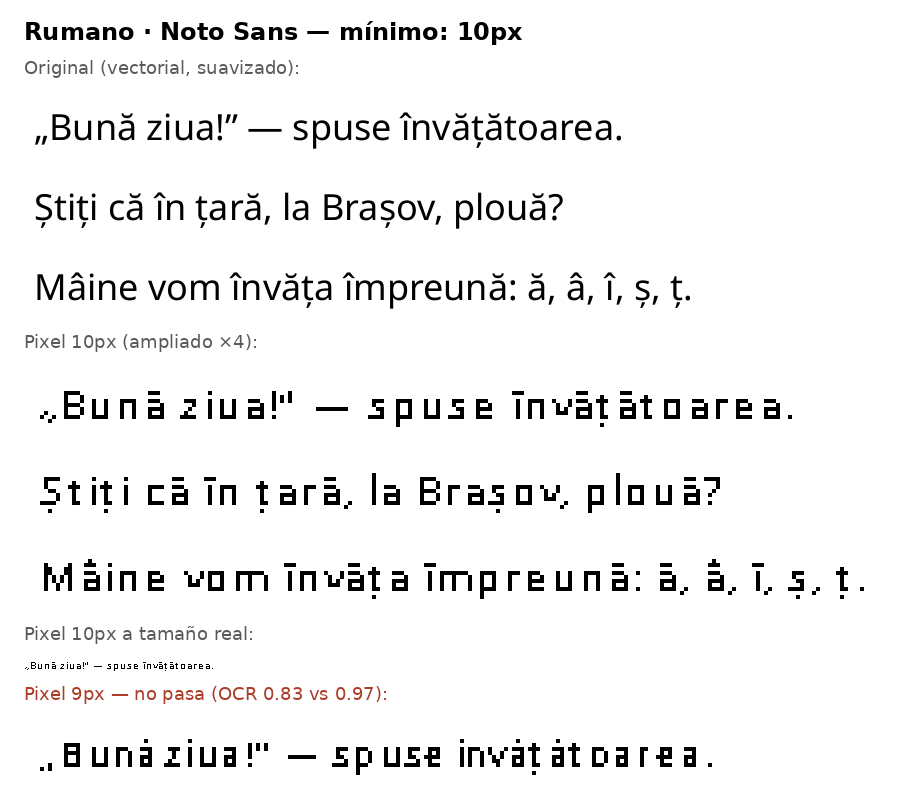 Rumano · Noto Sans — mínimo: 10px
Original (vectorial, suavizado):
„Bună ziua!” — spuse învățătoarea.
Știți că în țară, la Brașov, plouă?
Mâine vom învăța împreună: ă, â, î, ș, ț.
Pixel 10px (ampliado ×4):
„Bună ziua!" — spuse învățătoarea.
Știți că în țară, la Brașov, plouă?
Mâine vom învăța împreună: ă, â, î, ș, ț.
Pixel 10px a tamaño real:
„Bună ziua!" — spuse învățătoarea.
Pixel 9px — no pasa (OCR 0.83 vs 0.97):
„Bună ziua!" — spuse învățătoarea.